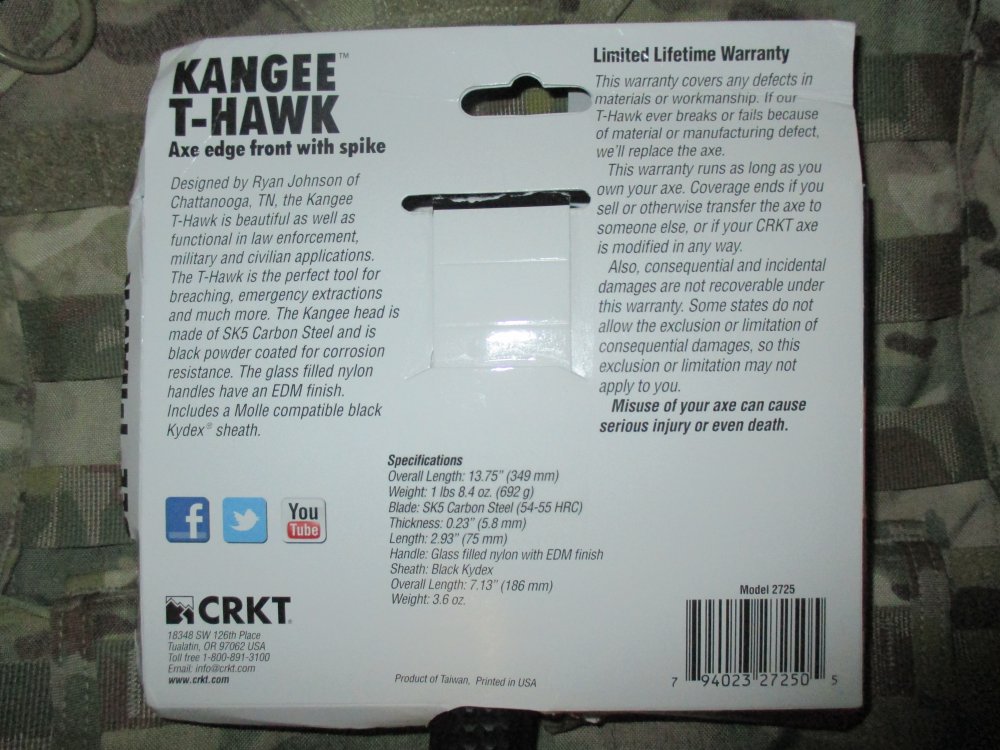 KANGEE™
T-HAWK
Axe edge front with spike
Designed by Ryan Johnson of
Chattanooga, TN, the Kangee
T-Hawk is beautiful as well as
functional in law enforcement,
military and civilian applications.
The T-Hawk is the perfect tool for
breaching, emergency extractions
and much more. The Kangee head is
made of SK5 Carbon Steel and is
black powder coated for corrosion
resistance. The glass filled nylon
handles have an EDM finish.
Includes a Molle compatible black
Kydex® sheath.
Limited Lifetime Warranty
This warranty covers any defects in
materials or workmanship. If our
T-Hawk ever breaks or fails because
of material or manufacturing defect,
we'll replace the axe.
This warranty runs as long as you
own your axe. Coverage ends if you
sell or otherwise transfer the axe to
someone else, or if your CRKT axe
is modified in any way.
Also, consequential and incidental
damages are not recoverable under
this warranty. Some states do not
allow the exclusion or limitation of
consequential damages, so this
exclusion or limitation may not
apply to you.
Misuse of your axe can cause
serious injury or even death.
Specifications
Overall Length: 13.75" (349 mm)
Weight: 1 lbs 8.4 oz. (692 g)
Blade: SK5 Carbon Steel (54-55 HRC)
Thickness: 0.23" (5.8 mm)
Length: 2.93" (75 mm)
Handle: Glass filled nylon with EDM finish
Sheath: Black Kydex
Overall Length: 7.13" (186 mm)
Weight: 3.6 oz.
f
You
Tube
CRKT®
18348 SW 126th Place
Tualatin, OR 97062 USA
Toll free 1-800-891-3100
Email: info@crkt.com
www.crkt.com
Product of Taiwan, Printed in USA
Model 2725
7 94023 27250 5